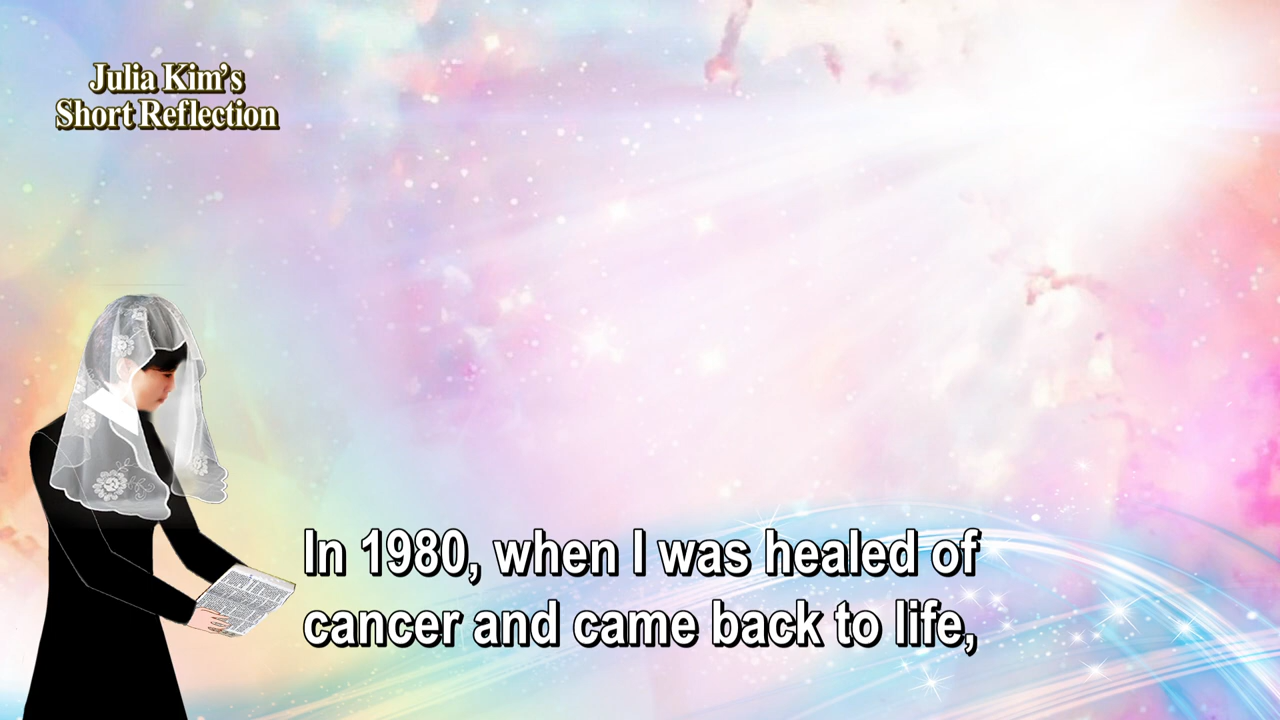 Julia Kim's
Short Reflection
In 1980, when I was healed of
cancer and came back to life,